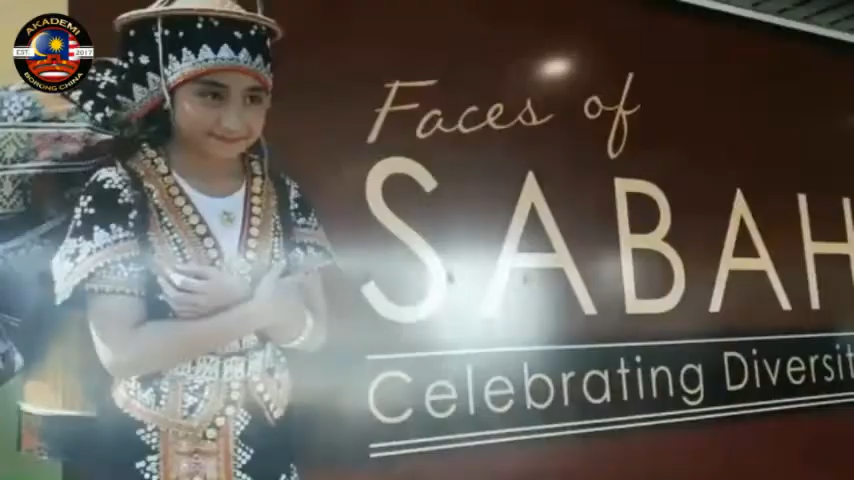 AKADEMI
EST. 2017
BORONG CHINA
Faces of
SABAH
Celebrating Diversit